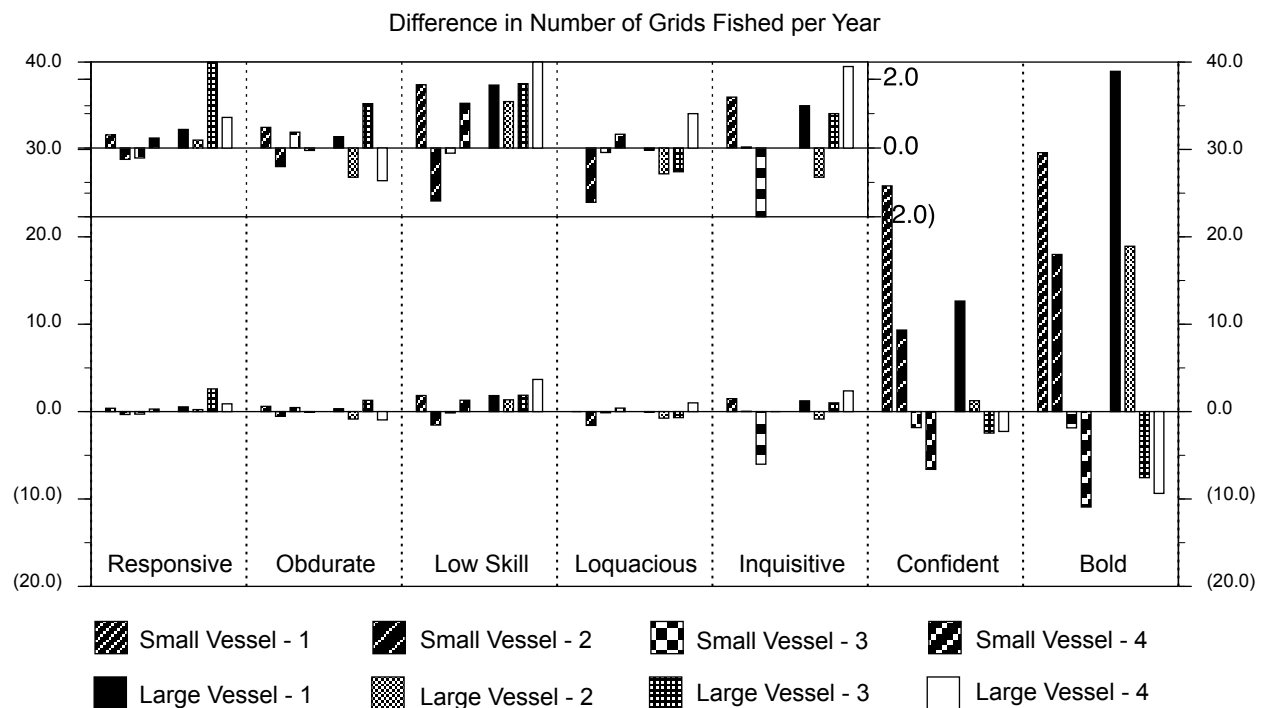 Difference in Number of Grids Fished per Year
40.0 2.0 40.0
30.0 0.0 30.0
(2.0)
20.0 20.0
10.0 10.0
0.0 0.0
(10.0) (10.0)
Responsive Obdurate Low Skill Loquacious Inquisitive Confident Bold
(20.0) (20.0)
Small Vessel - 1 Small Vessel - 2 Small Vessel - 3 Small Vessel - 4
Large Vessel - 1 Large Vessel - 2 Large Vessel - 3 Large Vessel - 4